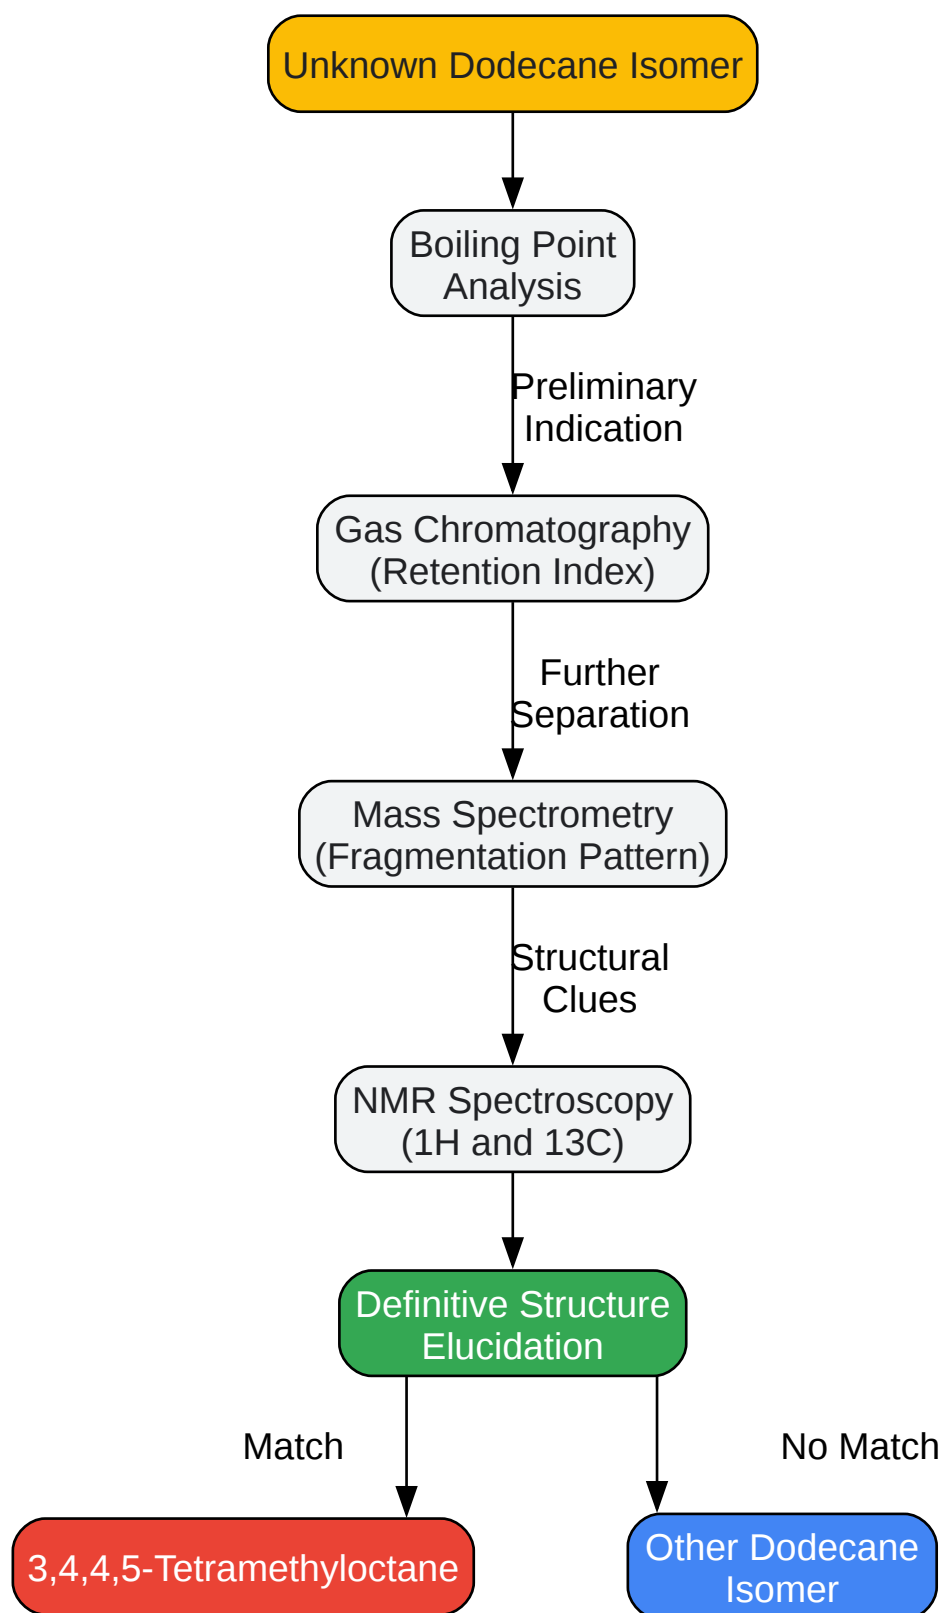 Unknown Dodecane Isomer
Boiling Point
Analysis
Preliminary
Indication
Gas Chromatography
(Retention Index)
Further
Separation
Mass Spectrometry
(Fragmentation Pattern)
Structural
Clues
NMR Spectroscopy
(1H and 13C)
Definitive Structure
Elucidation
Match
No Match
3,4,4,5-Tetramethyloctane
Other Dodecane
Isomer